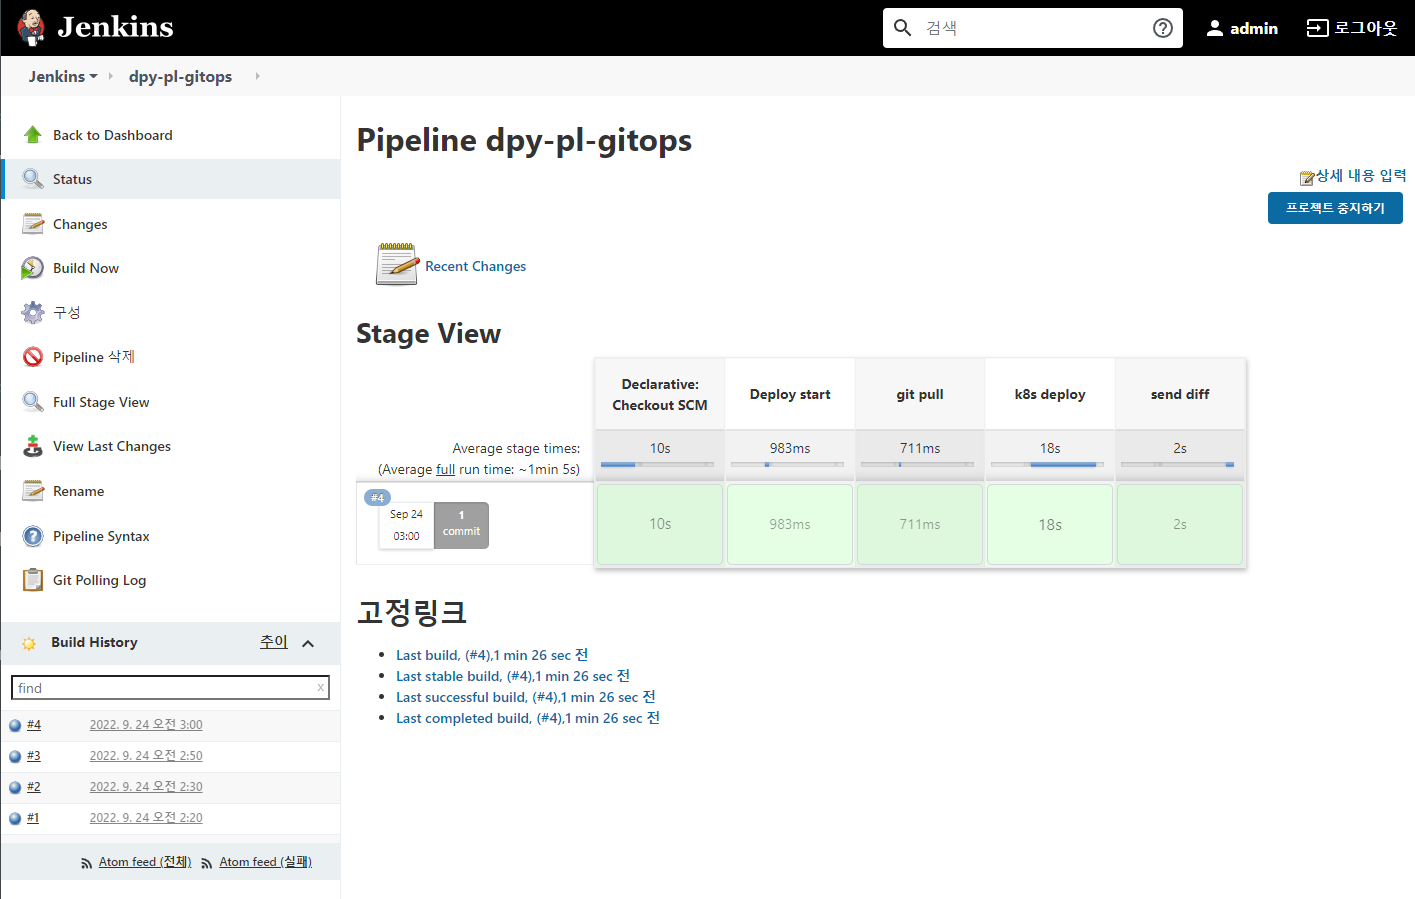 Jenkins
검색
admin
로그아웃
Jenkins
dpy-pl-gitops
Back to Dashboard
Status
Changes
Build Now
구성
Pipeline 삭제
Full Stage View
View Last Changes
Rename
Pipeline Syntax
Git Polling Log
Build History
추이
find
x
#4 2022. 9. 24 오전 3:00
#3 2022. 9. 24 오전 2:50
#2 2022. 9. 24 오전 2:30
#1 2022. 9. 24 오전 2:20
Atom feed (전체) Atom feed (실패)
Pipeline dpy-pl-gitops
상세 내용 입력
프로젝트 중지하기
Recent Changes
Stage View
Declarative:
Checkout SCM
Deploy start
git pull
k8s deploy
send diff
Average stage times:
(Average full run time: ~1min 5s)
10s
983ms
711ms
18s
2s
#4
Sep 24
03:00
1
commit
10s
983ms
711ms
18s
2s
고정링크
Last build, (#4),1 min 26 sec 전
Last stable build, (#4),1 min 26 sec 전
Last successful build, (#4),1 min 26 sec 전
Last completed build, (#4),1 min 26 sec 전